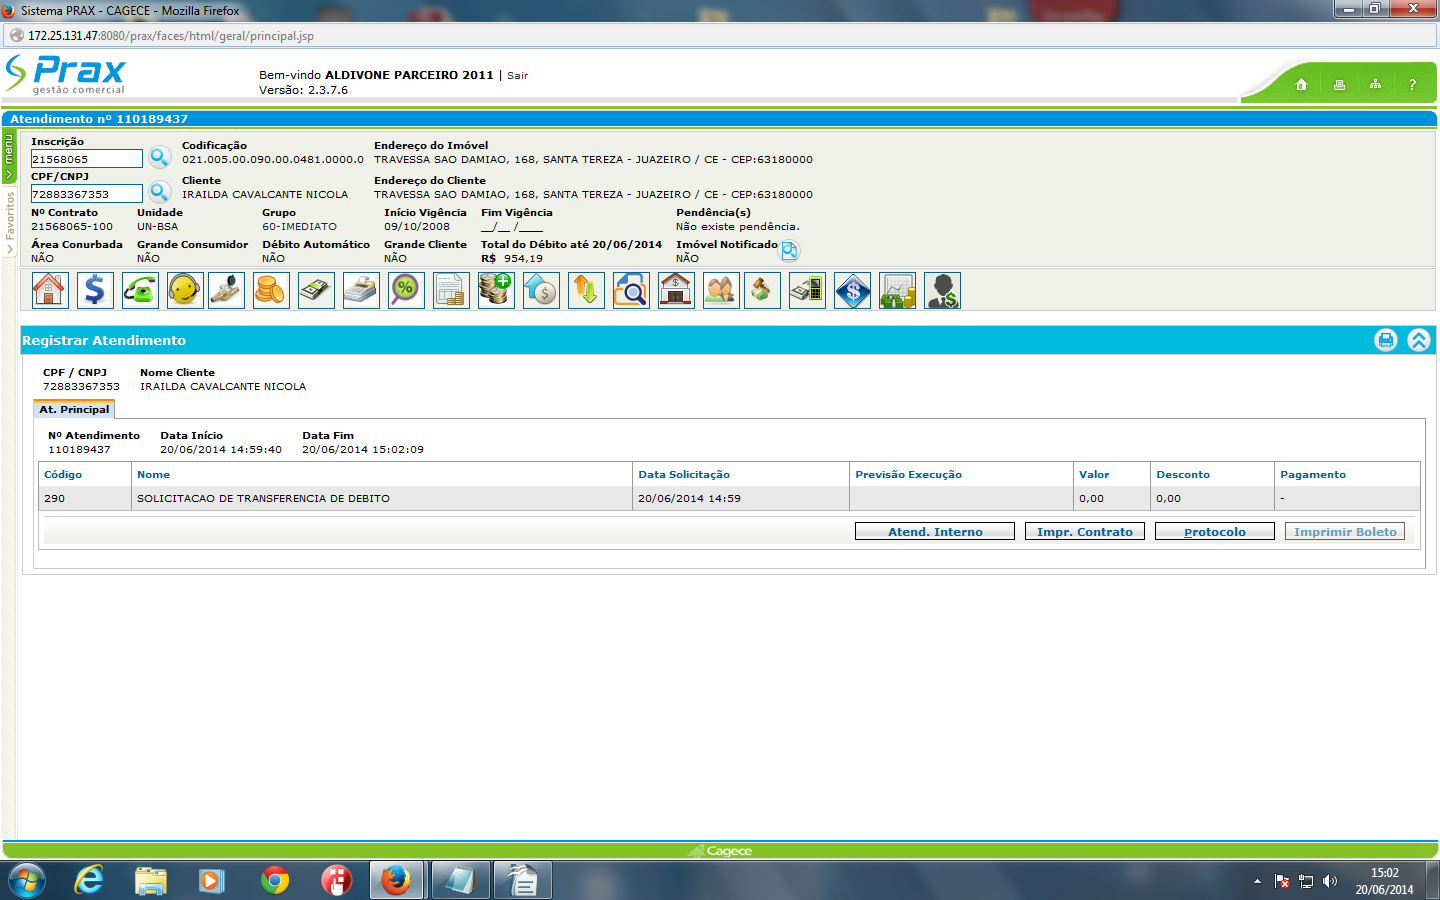 Sistema PRAX - CAGECE - Mozilla Firefox
172.25.131.47:8080/prax/faces/html/geral/principal.jsp
Prax
gestão comercial
Bem-vindo ALDIVONE PARCEIRO 2011 | Sair
Versão: 2.3.7.6
?
Atendimento nº 110189437
menu
Favoritos
Inscrição
21568065
Codificação
021.005.00.090.00.0481.0000.0
Endereço do Imóvel
TRAVESSA SAO DAMIAO, 168, SANTA TEREZA - JUAZEIRO / CE - CEP:63180000
CPF/CNPJ
72883367353
Cliente
IRAILDA CAVALCANTE NICOLA
Endereço do Cliente
TRAVESSA SAO DAMIAO, 168, SANTA TEREZA - JUAZEIRO / CE - CEP:63180000
Nº Contrato Unidade Grupo Início Vigência Fim Vigência Pendência(s)
21568065-100 UN-BSA 60-IMEDIATO 09/10/2008 __/__ /____ Não existe pendência.
Área Conurbada Grande Consumidor Débito Automático Grande Cliente Total do Débito até 20/06/2014 Imóvel Notificado
NÃO NÃO NÃO NÃO R$ 954,19 NÃO
Registrar Atendimento
CPF / CNPJ Nome Cliente
72883367353 IRAILDA CAVALCANTE NICOLA
At. Principal
Nº Atendimento Data Início Data Fim
110189437 20/06/2014 14:59:40 20/06/2014 15:02:09
Código Nome Data Solicitação Previsão Execução Valor Desconto Pagamento
290 SOLICITACAO DE TRANSFERENCIA DE DEBITO 20/06/2014 14:59 0,00 0,00 -
Atend. Interno Impr. Contrato Protocolo Imprimir Boleto
Cagece
15:02
20/06/2014